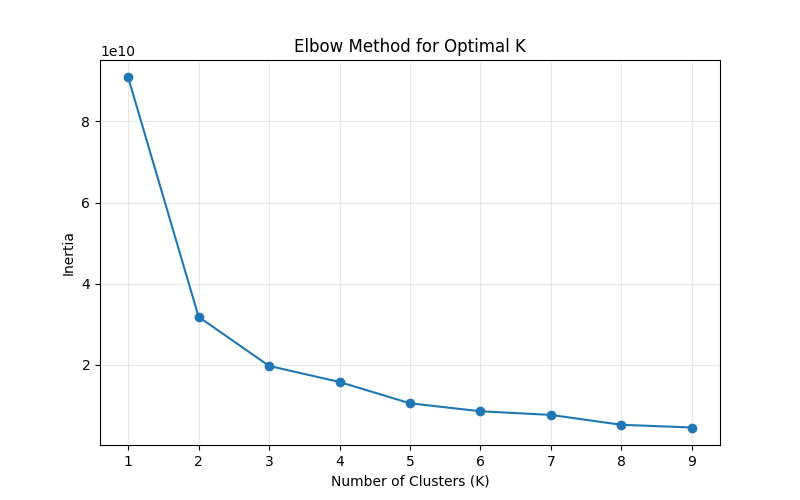 Elbow Method for Optimal K
1e10
8
6
4
2
Inertia
1 2 3 4 5 6 7 8 9
Number of Clusters (K)